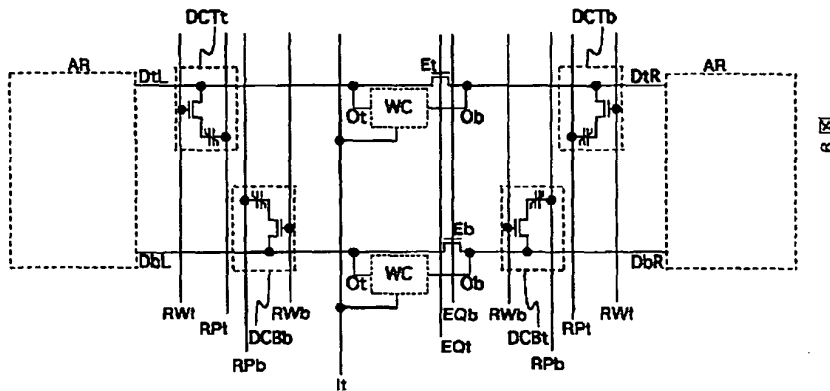 DCTt
DCTb
AR
DtL
Et
DtR
AR
Ot
WC
Ob
Eb
DbL
Ot
WC
Ob
DbR
RWt
RPt
RPb
DCBb
RWb
It
EQb
EQt
RWb
DCBt
RPb
RPt
RWt